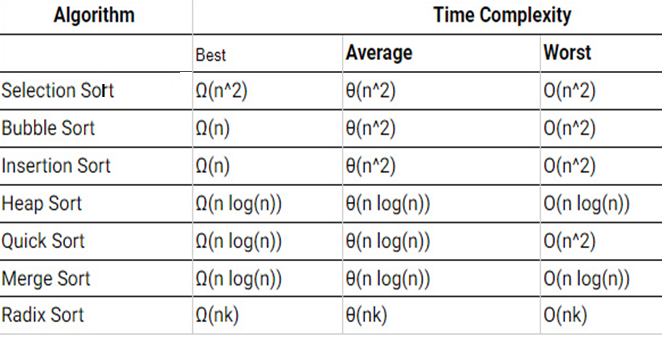 Algorithm Time Complexity
Best Average Worst
Selection Sort Ω(n^2) θ(n^2) O(n^2)
Bubble Sort Ω(n) θ(n^2) O(n^2)
Insertion Sort Ω(n) θ(n^2) O(n^2)
Heap Sort Ω(n log(n)) θ(n log(n)) O(n log(n))
Quick Sort Ω(n log(n)) θ(n log(n)) O(n^2)
Merge Sort Ω(n log(n)) θ(n log(n)) O(n log(n))
Radix Sort Ω(nk) θ(nk) O(nk)